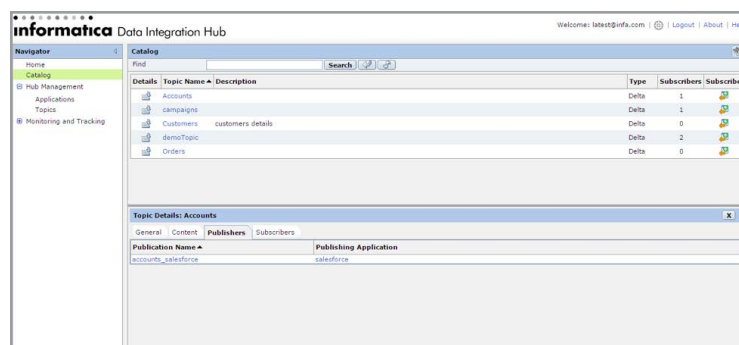 informatica Data Integration Hub
Welcome: latest@infa.com | Logout | About | He
Navigator
Home
Catalog
Hub Management
Applications
Topics
Monitoring and Tracking
Catalog
Find Search
Details Topic Name Description Type Subscribers Subscribe
Accounts Delta 1
campaigns Delta 1
Customers customers details Delta 0
demoTopic Delta 2
Orders Delta 0
Topic Details: Accounts X
General Content Publishers Subscribers
Publication Name Publishing Application
accounts_salesforce salesforce